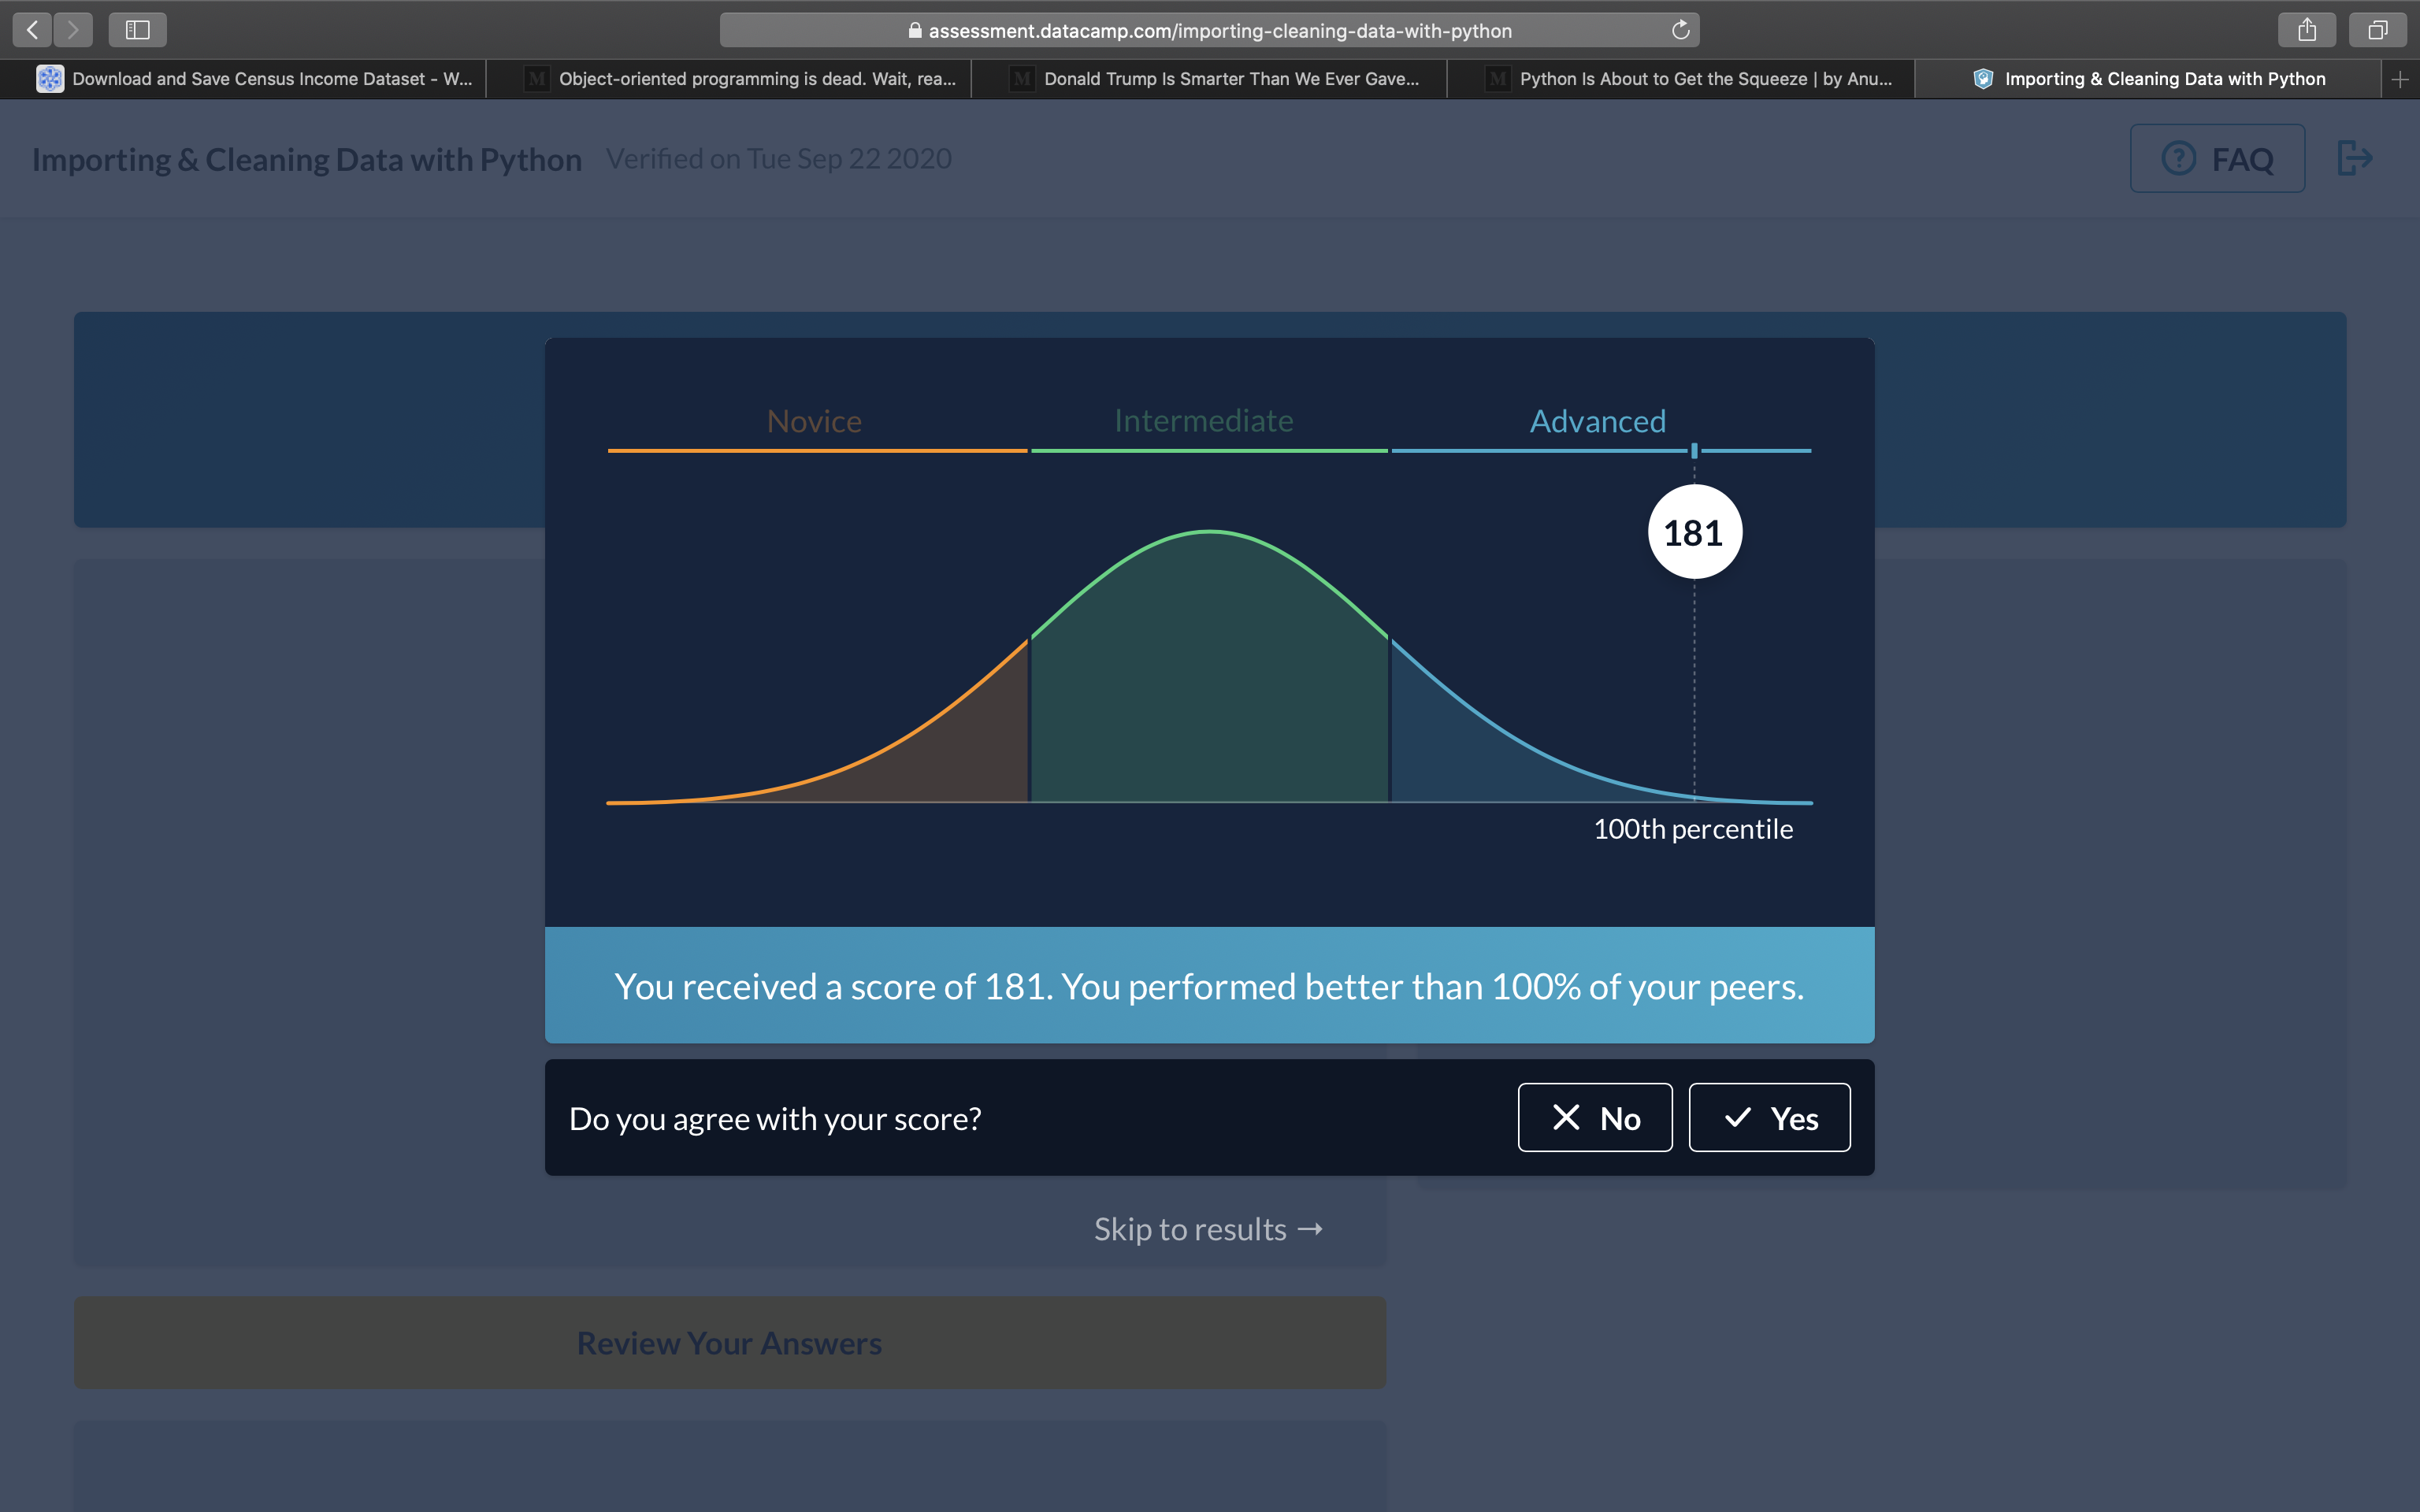 assessment.datacamp.com/importing-cleaning-data-with-python
Download and Save Census Income Dataset - W...
M Object-oriented programming is dead. Wait, rea...
M Donald Trump Is Smarter Than We Ever Gave...
M Python Is About to Get the Squeeze | by Anu...
Importing & Cleaning Data with Python
Importing & Cleaning Data with Python Verified on Tue Sep 22 2020
FAQ
Novice
Intermediate
Advanced
181
100th percentile
You received a score of 181. You performed better than 100% of your peers.
Do you agree with your score?
No
Yes
Skip to results →
Review Your Answers